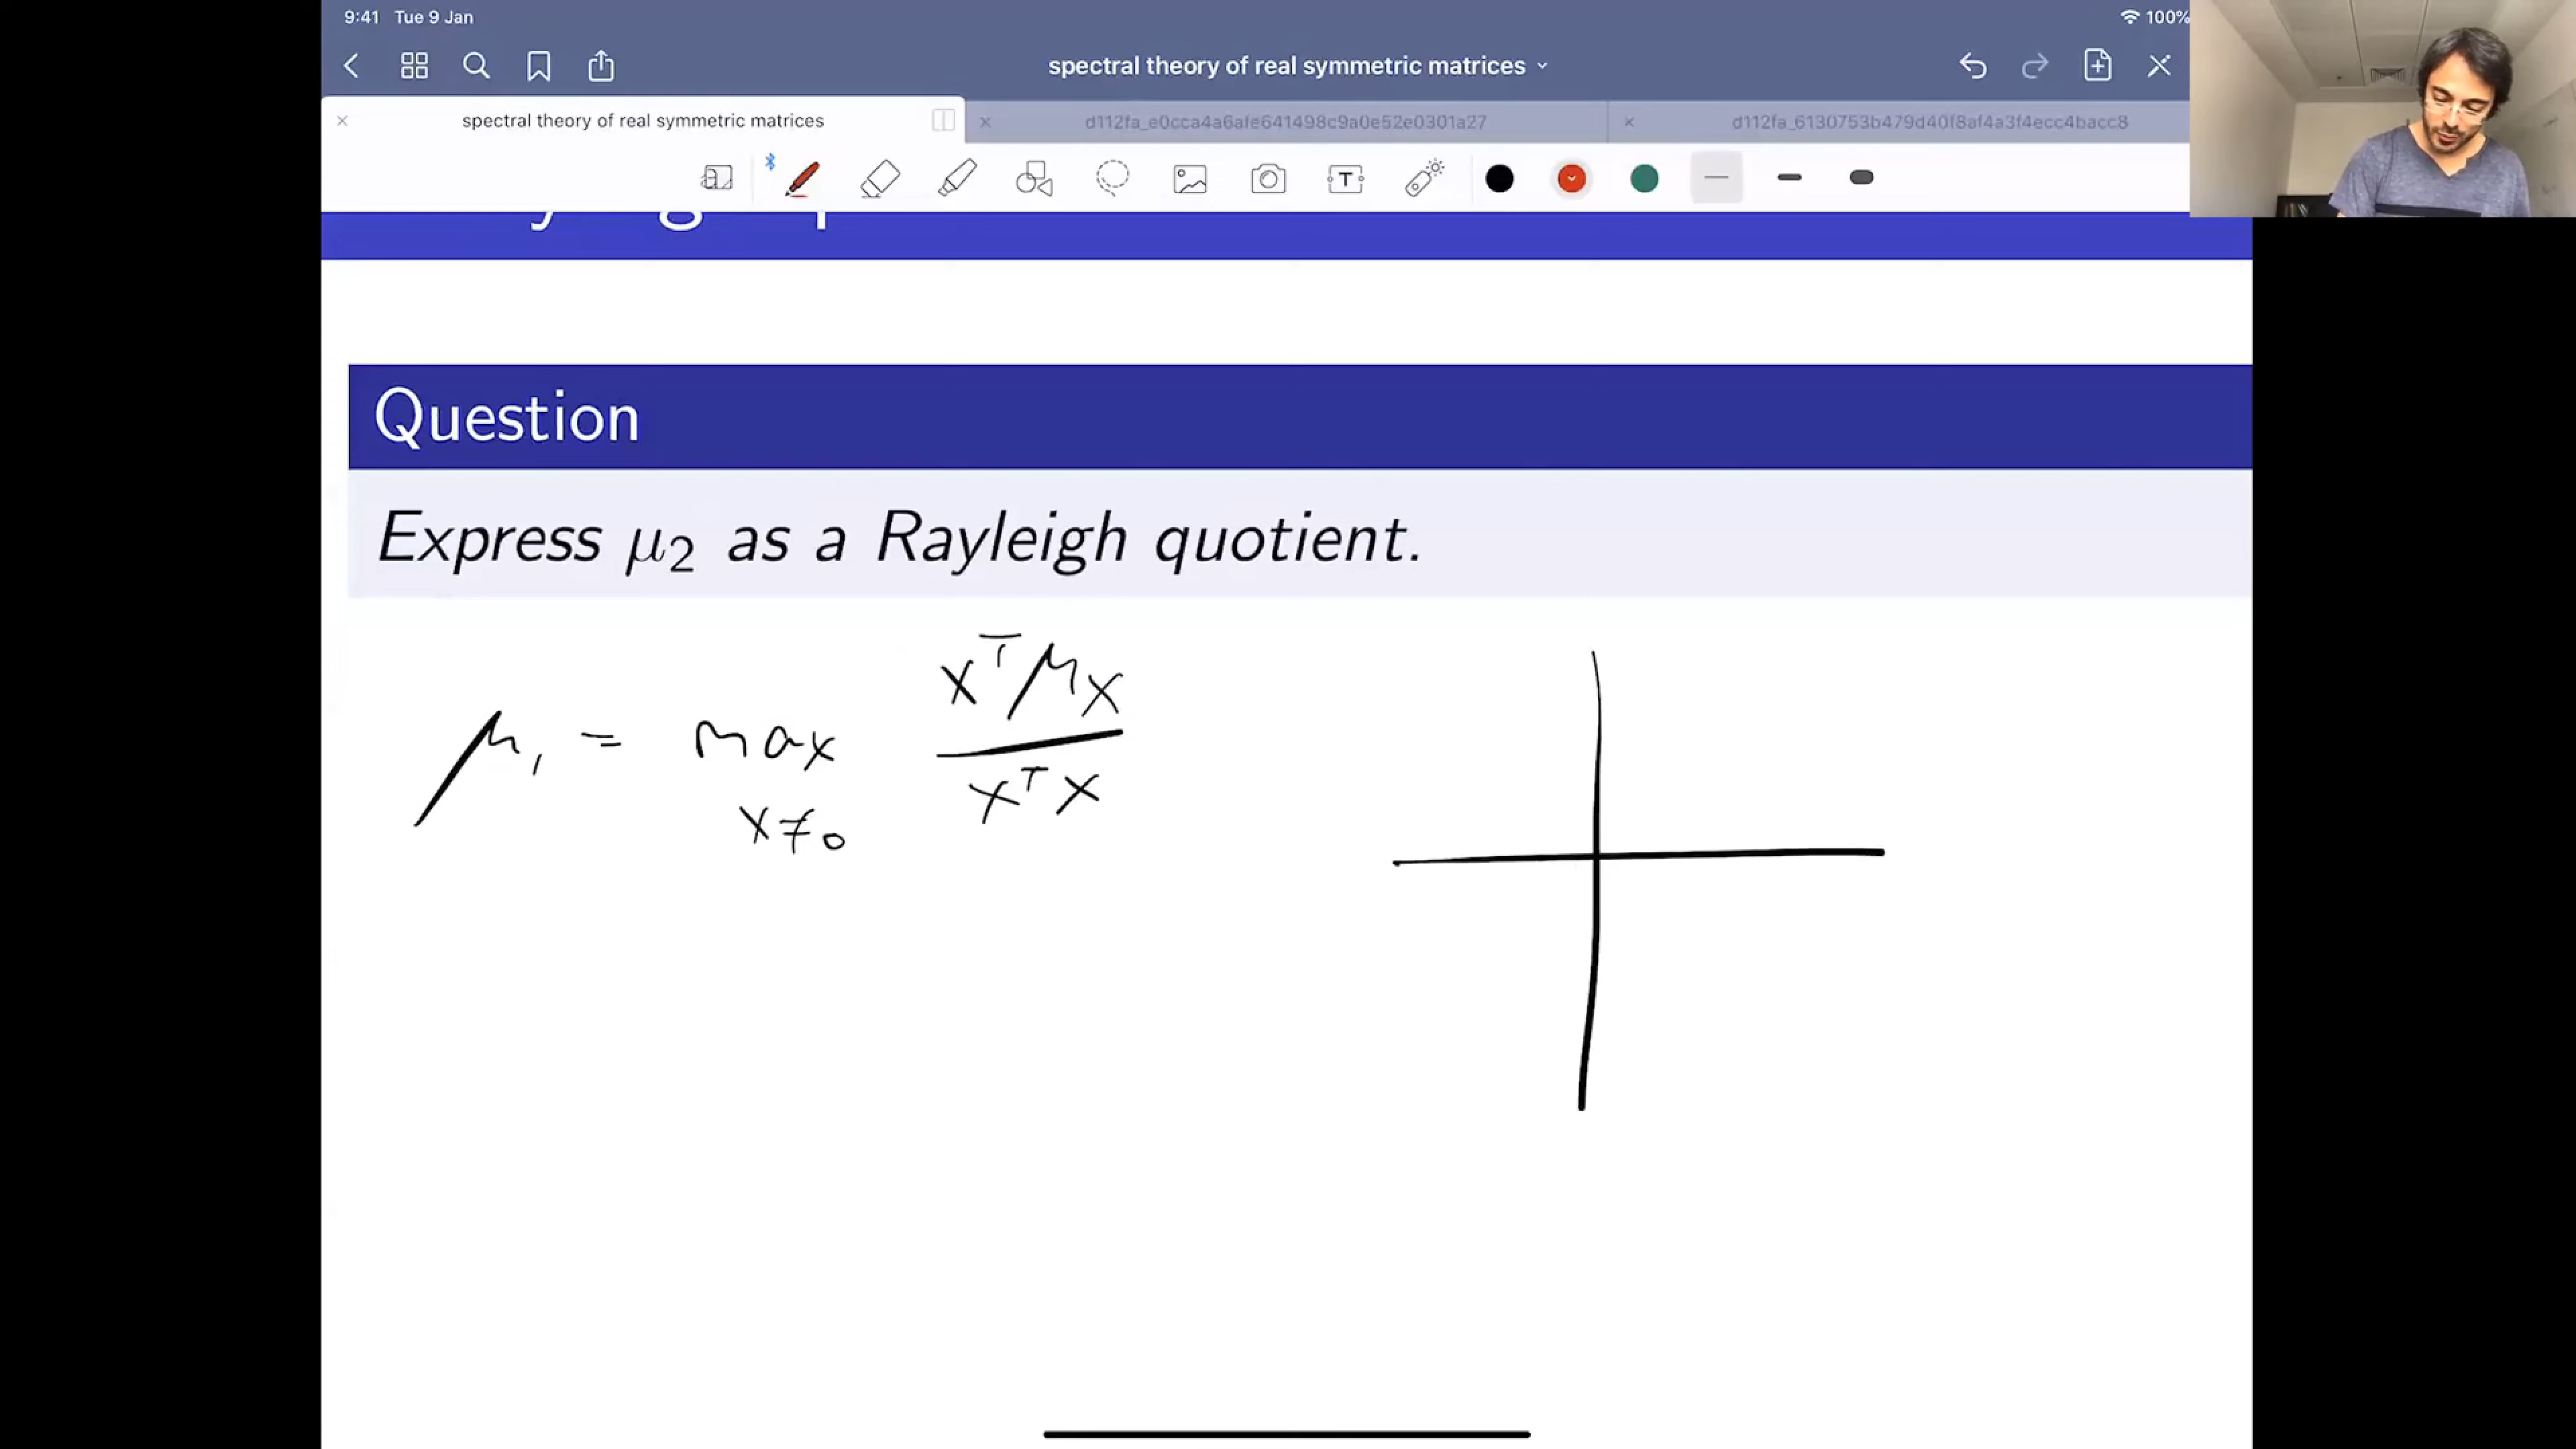 9:41 Tue 9 Jan
100%
spectral theory of real symmetric matrices
spectral theory of real symmetric matrices
d112fa_e0cca4a6afe641498c9a0e52e0301a27
d112fa_6130753b479d40f8af4a3f4ecc4bacc8
Question
Express μ₂ as a Rayleigh quotient.
μ₁ = max x≠0 xᵀMx / xᵀx